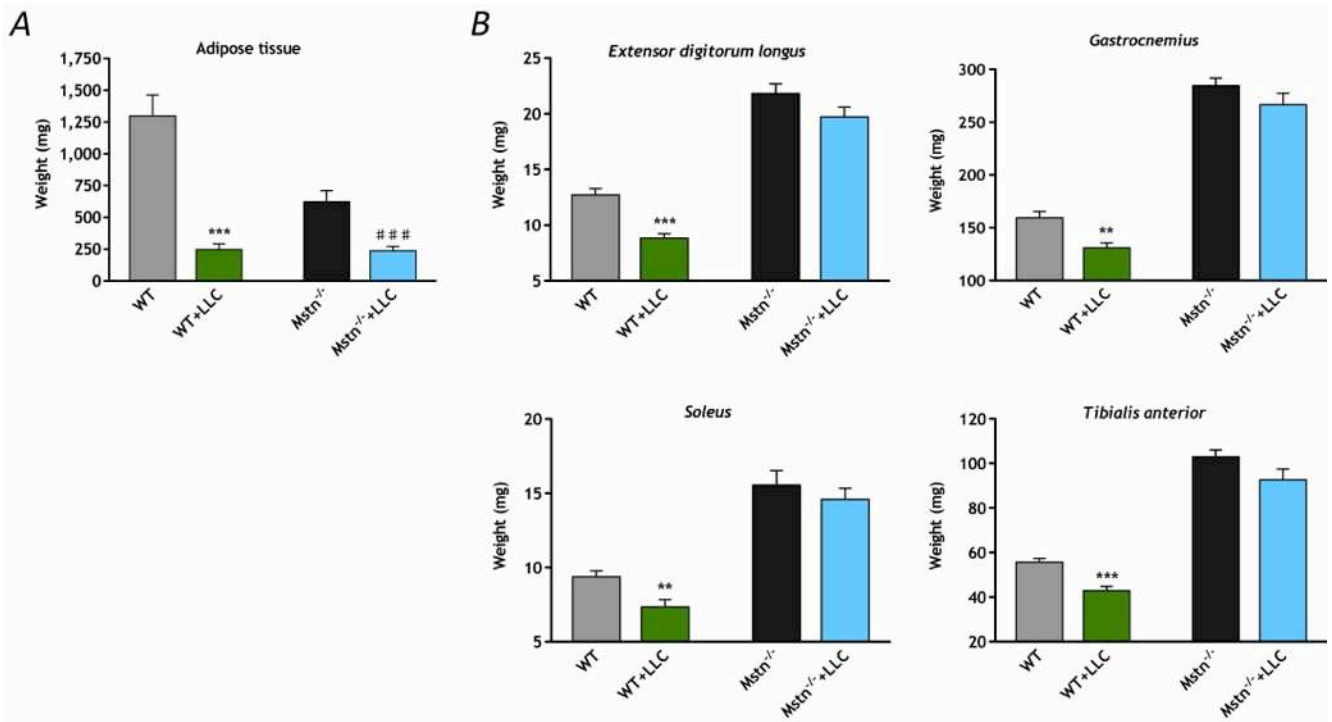 A
Adipose tissue
Weight (mg)
1,750
1,500
1,250
1,000
750
500
250
0
***
###
WT
WT+LLC
Mstn-/-
Mstn-/-+LLC
B
Extensor digitorum longus
Weight (mg)
25
20
15
10
5
***
WT
WT+LLC
Mstn-/-
Mstn-/-+LLC
Gastrocnemius
Weight (mg)
300
250
200
150
100
**
WT
WT+LLC
Mstn-/-
Mstn-/-+LLC
Soleus
Weight (mg)
20
15
10
5
**
WT
WT+LLC
Mstn-/-
Mstn-/-+LLC
Tibialis anterior
Weight (mg)
120
100
80
60
40
20
***
WT
WT+LLC
Mstn-/-
Mstn-/-+LLC